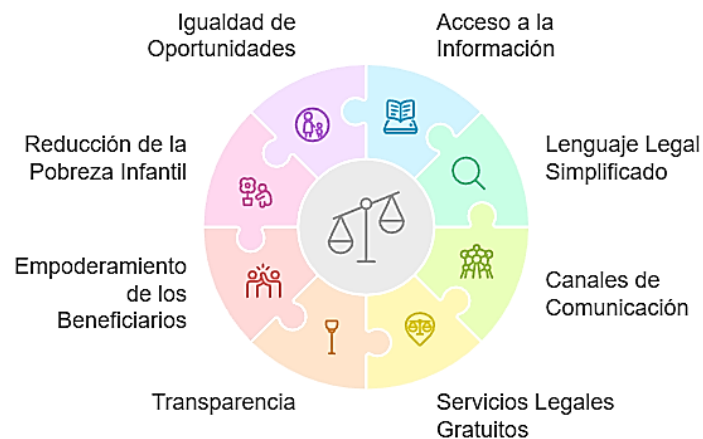 Igualdad de
Oportunidades
Acceso a la
Información
Reducción de la
Pobreza Infantil
Lenguaje Legal
Simplificado
Empoderamiento
de los
Beneficiarios
Canales de
Comunicación
Transparencia
Servicios Legales
Gratuitos